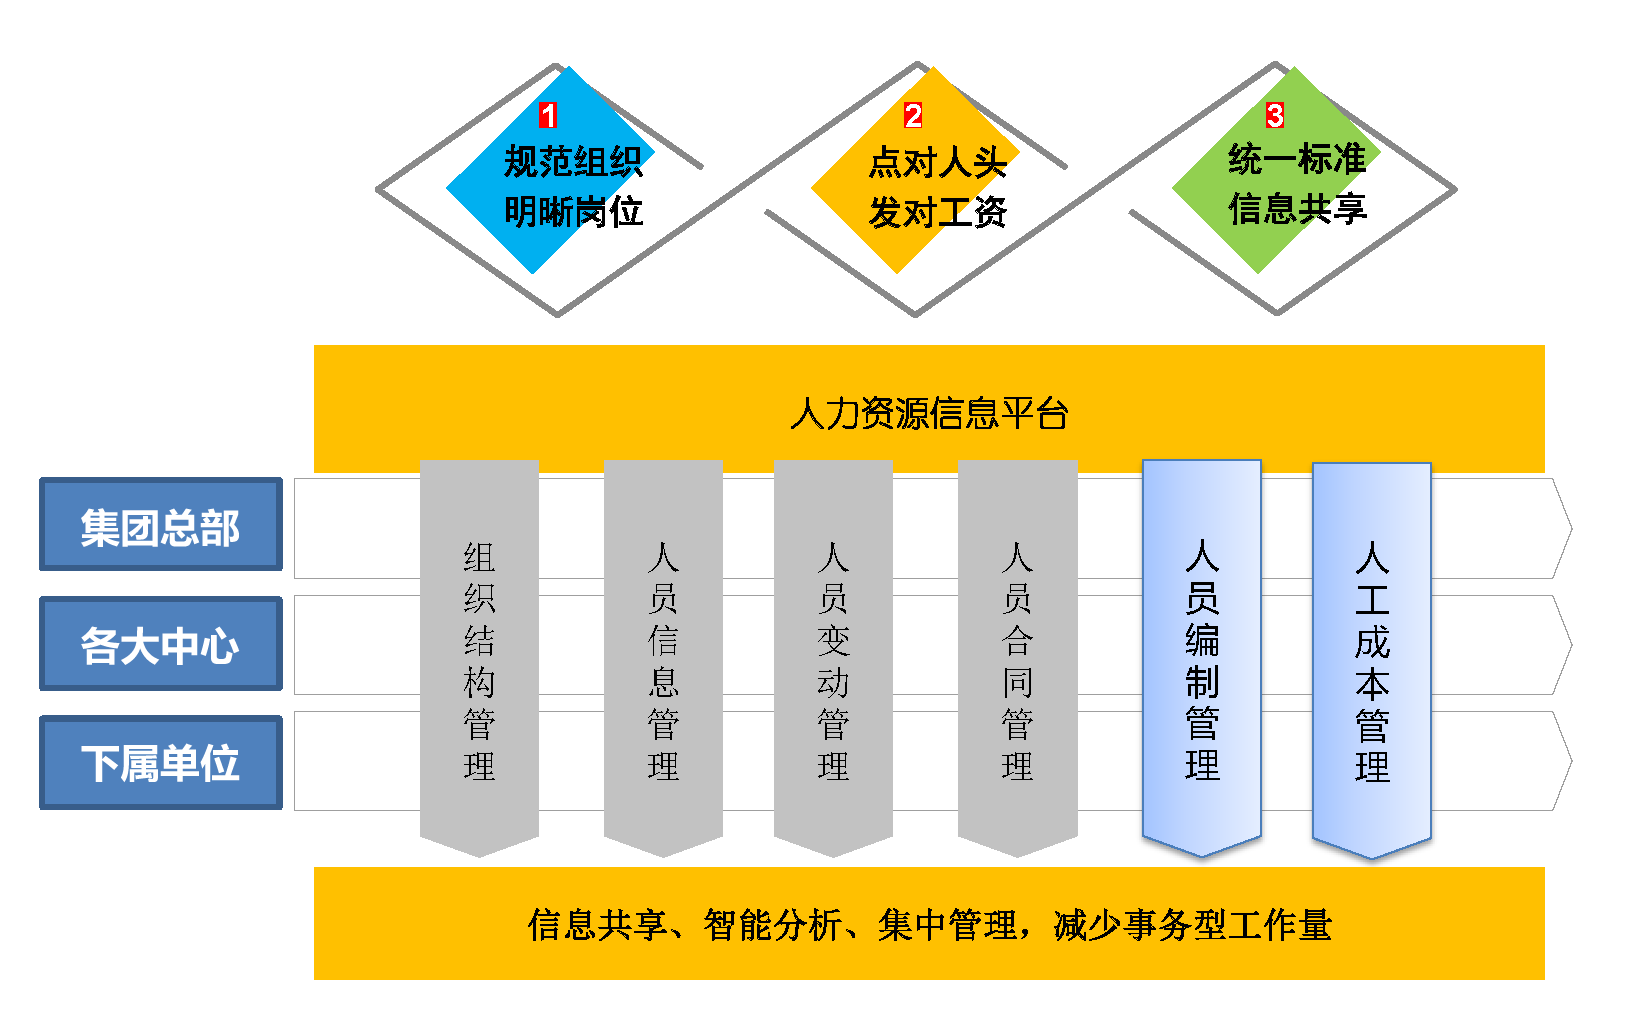 1
规范组织
明晰岗位
2
点对人头
发对工资
3
统一标准
信息共享
人力资源信息平台
集团总部
各大中心
下属单位
组织结构管理
人员信息管理
人员变动管理
人员合同管理
人员编制管理
人工成本管理
信息共享、智能分析、集中管理，减少事务型工作量